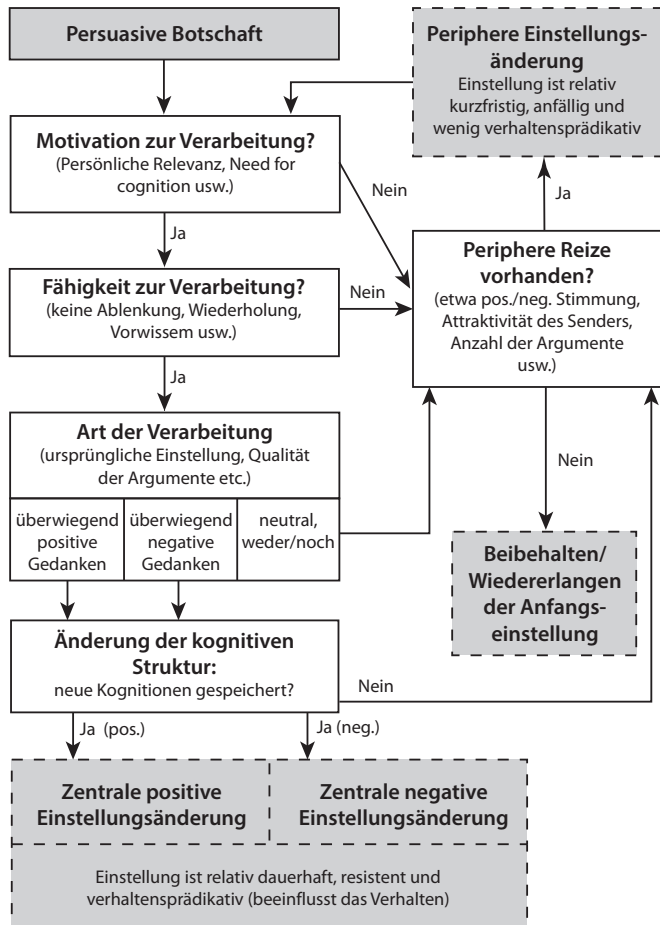 Persuasive Botschaft
Periphere Einstellungs-
änderung
Einstellung ist relativ
kurzfristig, anfällig und
wenig verhaltensprädikativ
Motivation zur Verarbeitung?
(Persönliche Relevanz, Need for
cognition usw.)
Nein
Ja
Ja
Periphere Reize
vorhanden?
(etwa pos./neg. Stimmung,
Attraktivität des Senders,
Anzahl der Argumente
usw.)
Fähigkeit zur Verarbeitung?
(keine Ablenkung, Wiederholung,
Vorwissem usw.)
Nein
Ja
Art der Verarbeitung
(ursprüngliche Einstellung, Qualität
der Argumente etc.)
überwiegend
positive
Gedanken
überwiegend
negative
Gedanken
neutral,
weder/noch
Nein
Beibehalten/
Wiedererlangen
der Anfangs-
einstellung
Änderung der kognitiven
Struktur:
neue Kognitionen gespeichert?
Nein
Ja (pos.)
Ja (neg.)
Zentrale positive
Einstellungsänderung
Zentrale negative
Einstellungsänderung
Einstellung ist relativ dauerhaft, resistent und
verhaltensprädikativ (beeinflusst das Verhalten)